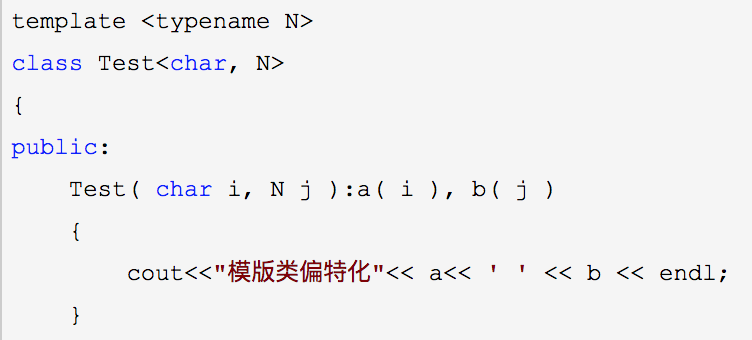 template <typename N>
class Test<char, N>
{
public:
    Test( char i, N j ):a( i ), b( j )
    {
        cout<<"模版类偏特化"<< a<< ' ' << b << endl;
    }